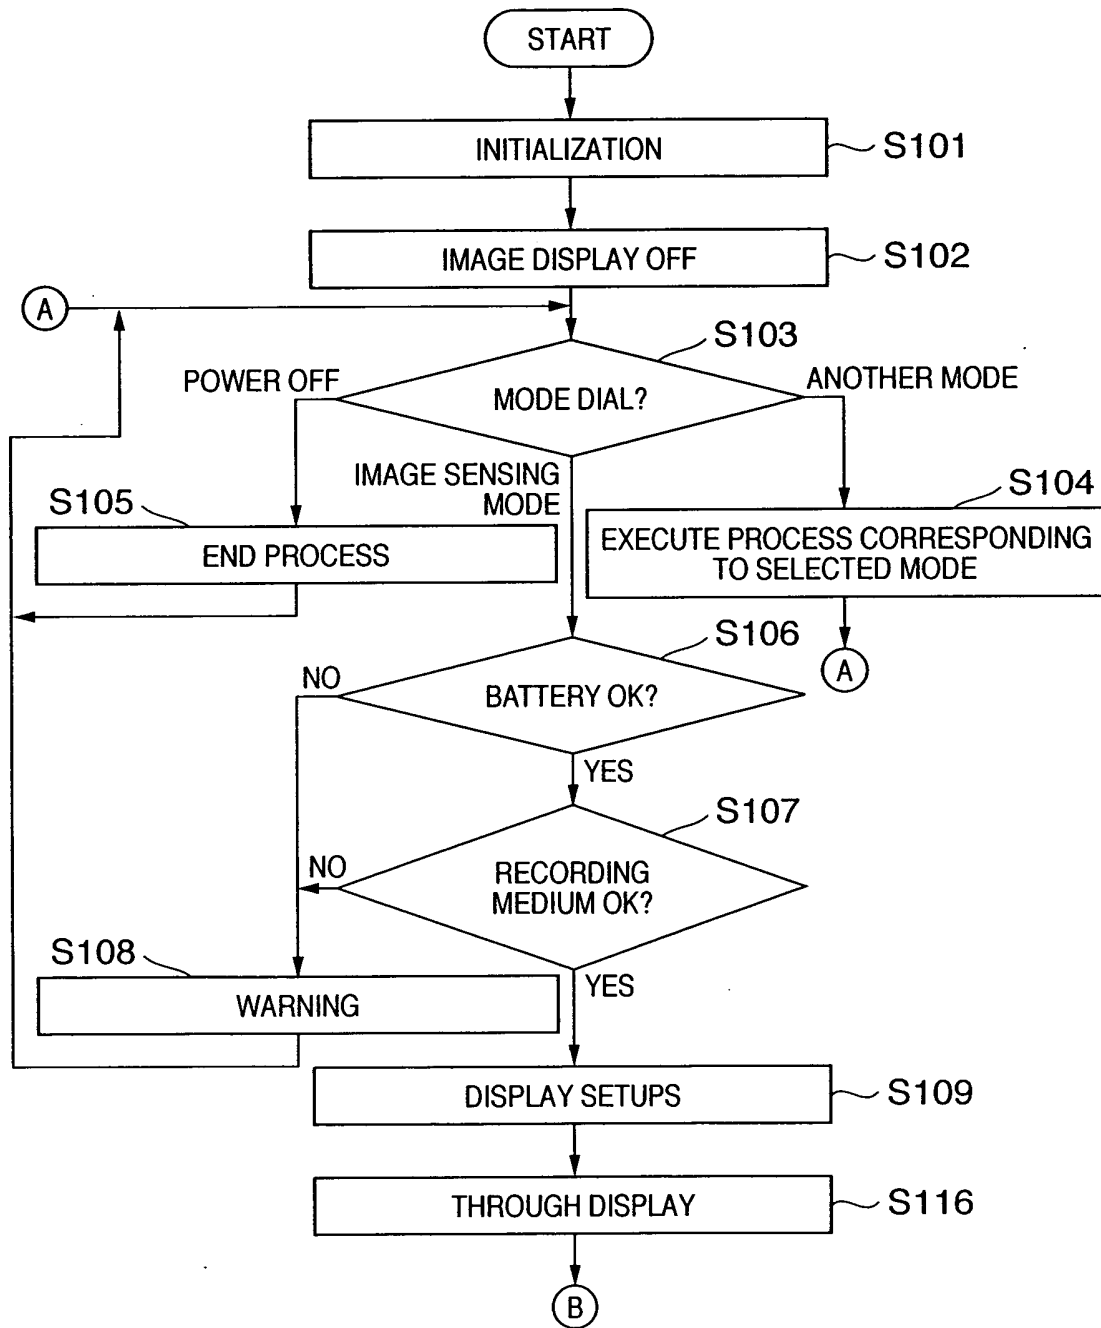 START
INITIALIZATION
S101
IMAGE DISPLAY OFF
S102
A
S103
POWER OFF
MODE DIAL?
ANOTHER MODE
IMAGE SENSING
MODE
S105
END PROCESS
S104
EXECUTE PROCESS CORRESPONDING
TO SELECTED MODE
A
S106
NO
BATTERY OK?
YES
S107
NO
RECORDING
MEDIUM OK?
YES
S108
WARNING
DISPLAY SETUPS
S109
THROUGH DISPLAY
S116
B